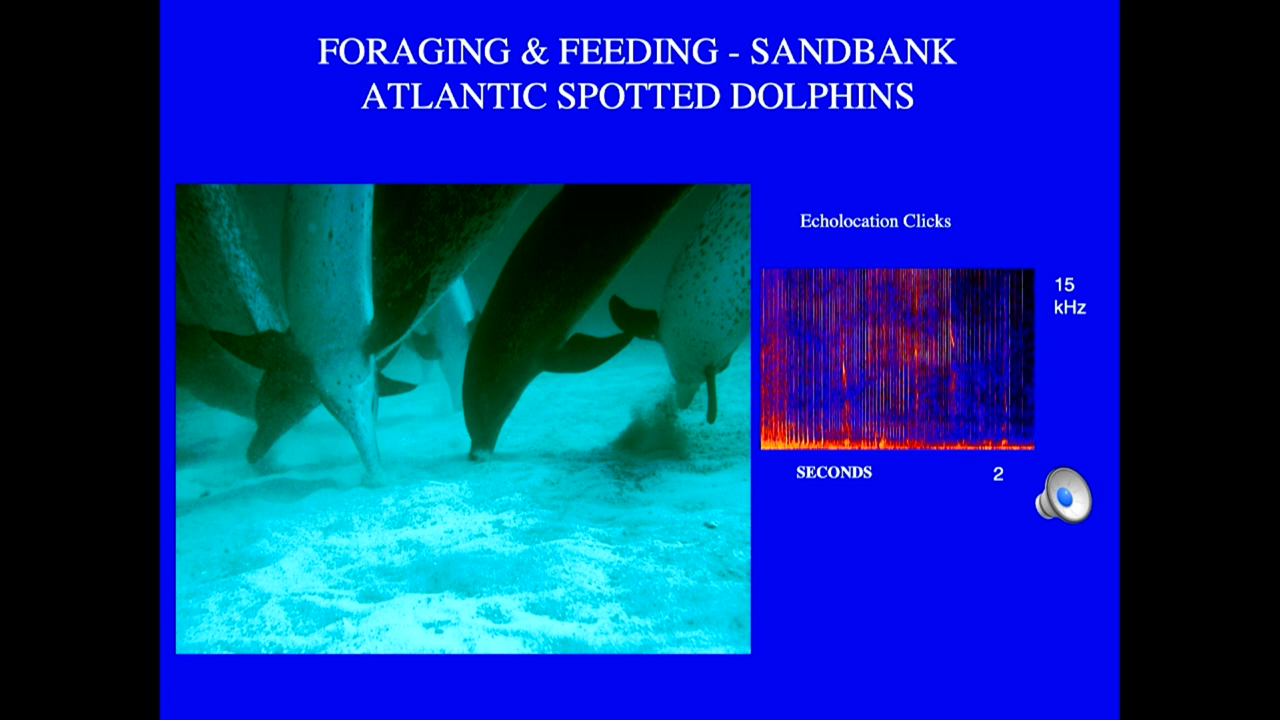 FORAGING & FEEDING - SANDBANK
ATLANTIC SPOTTED DOLPHINS
Echolocation Clicks
15
kHz
SECONDS
2